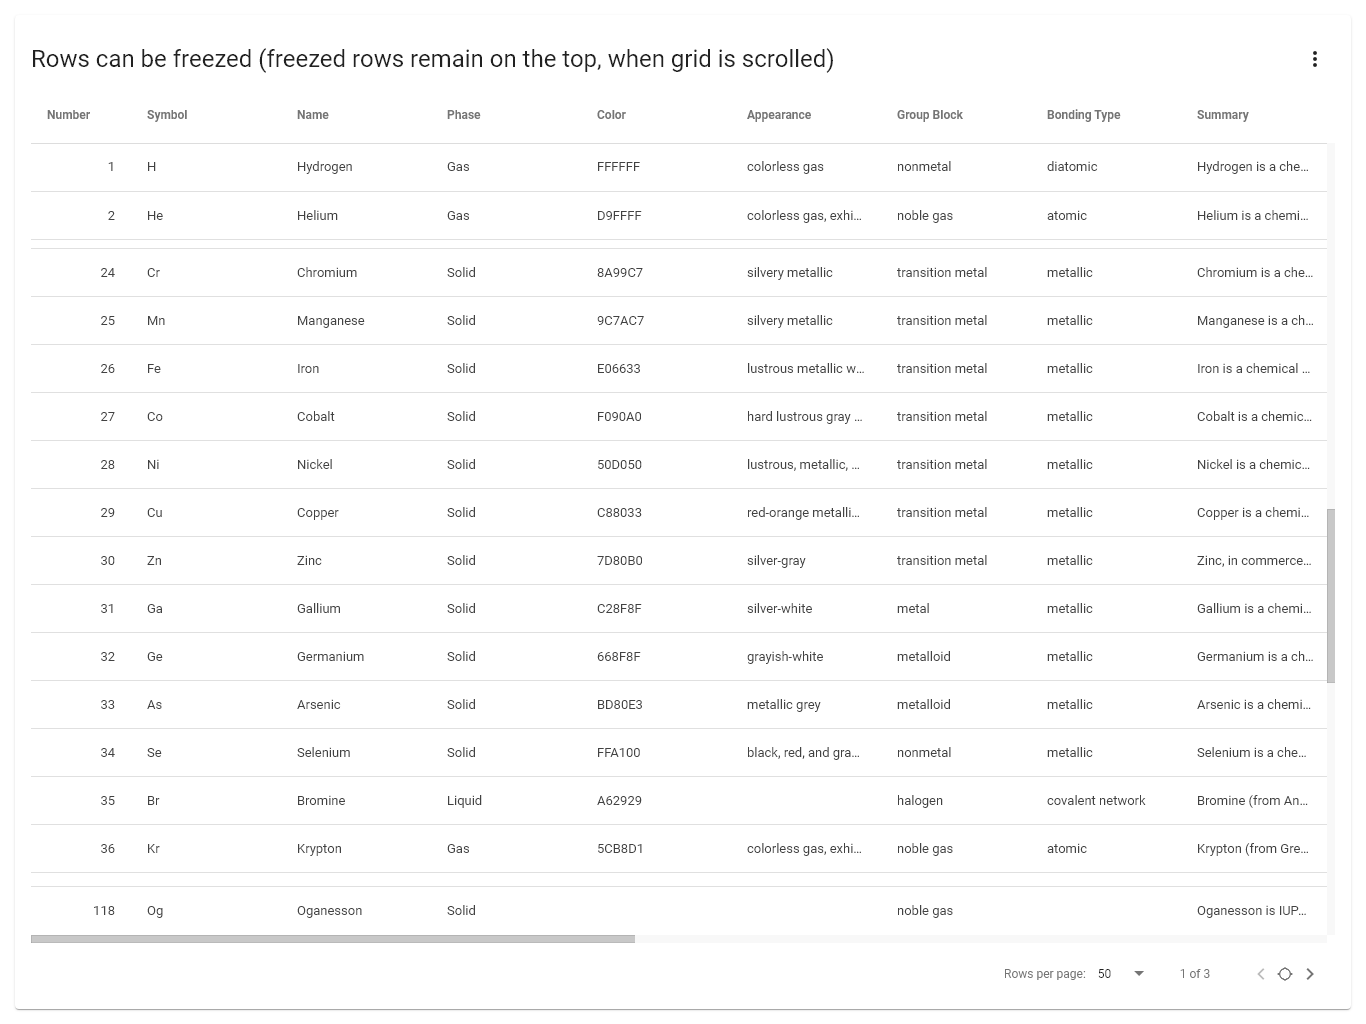 Rows can be freezed (freezed rows remain on the top, when grid is scrolled)
Number Symbol Name Phase Color Appearance Group Block Bonding Type Summary
1 H Hydrogen Gas FFFFFF colorless gas nonmetal diatomic Hydrogen is a che...
2 He Helium Gas D9FFFF colorless gas, exhi... noble gas atomic Helium is a chemi...
24 Cr Chromium Solid 8A99C7 silvery metallic transition metal metallic Chromium is a che...
25 Mn Manganese Solid 9C7AC7 silvery metallic transition metal metallic Manganese is a ch...
26 Fe Iron Solid E06633 lustrous metallic w... transition metal metallic Iron is a chemical ...
27 Co Cobalt Solid F090A0 hard lustrous gray ... transition metal metallic Cobalt is a chemic...
28 Ni Nickel Solid 50D050 lustrous, metallic, ... transition metal metallic Nickel is a chemic...
29 Cu Copper Solid C88033 red-orange metalli... transition metal metallic Copper is a chemi...
30 Zn Zinc Solid 7D80B0 silver-gray transition metal metallic Zinc, in commerce...
31 Ga Gallium Solid C28F8F silver-white metal metallic Gallium is a chemi...
32 Ge Germanium Solid 668F8F grayish-white metalloid metallic Germanium is a ch...
33 As Arsenic Solid BD80E3 metallic grey metalloid metallic Arsenic is a chemi...
34 Se Selenium Solid FFA100 black, red, and gra... nonmetal metallic Selenium is a che...
35 Br Bromine Liquid A62929 halogen covalent network Bromine (from An...
36 Kr Krypton Gas 5CB8D1 colorless gas, exhi... noble gas atomic Krypton (from Gre...
118 Og Oganesson Solid noble gas Oganesson is IUP...
Rows per page: 50 1 of 3